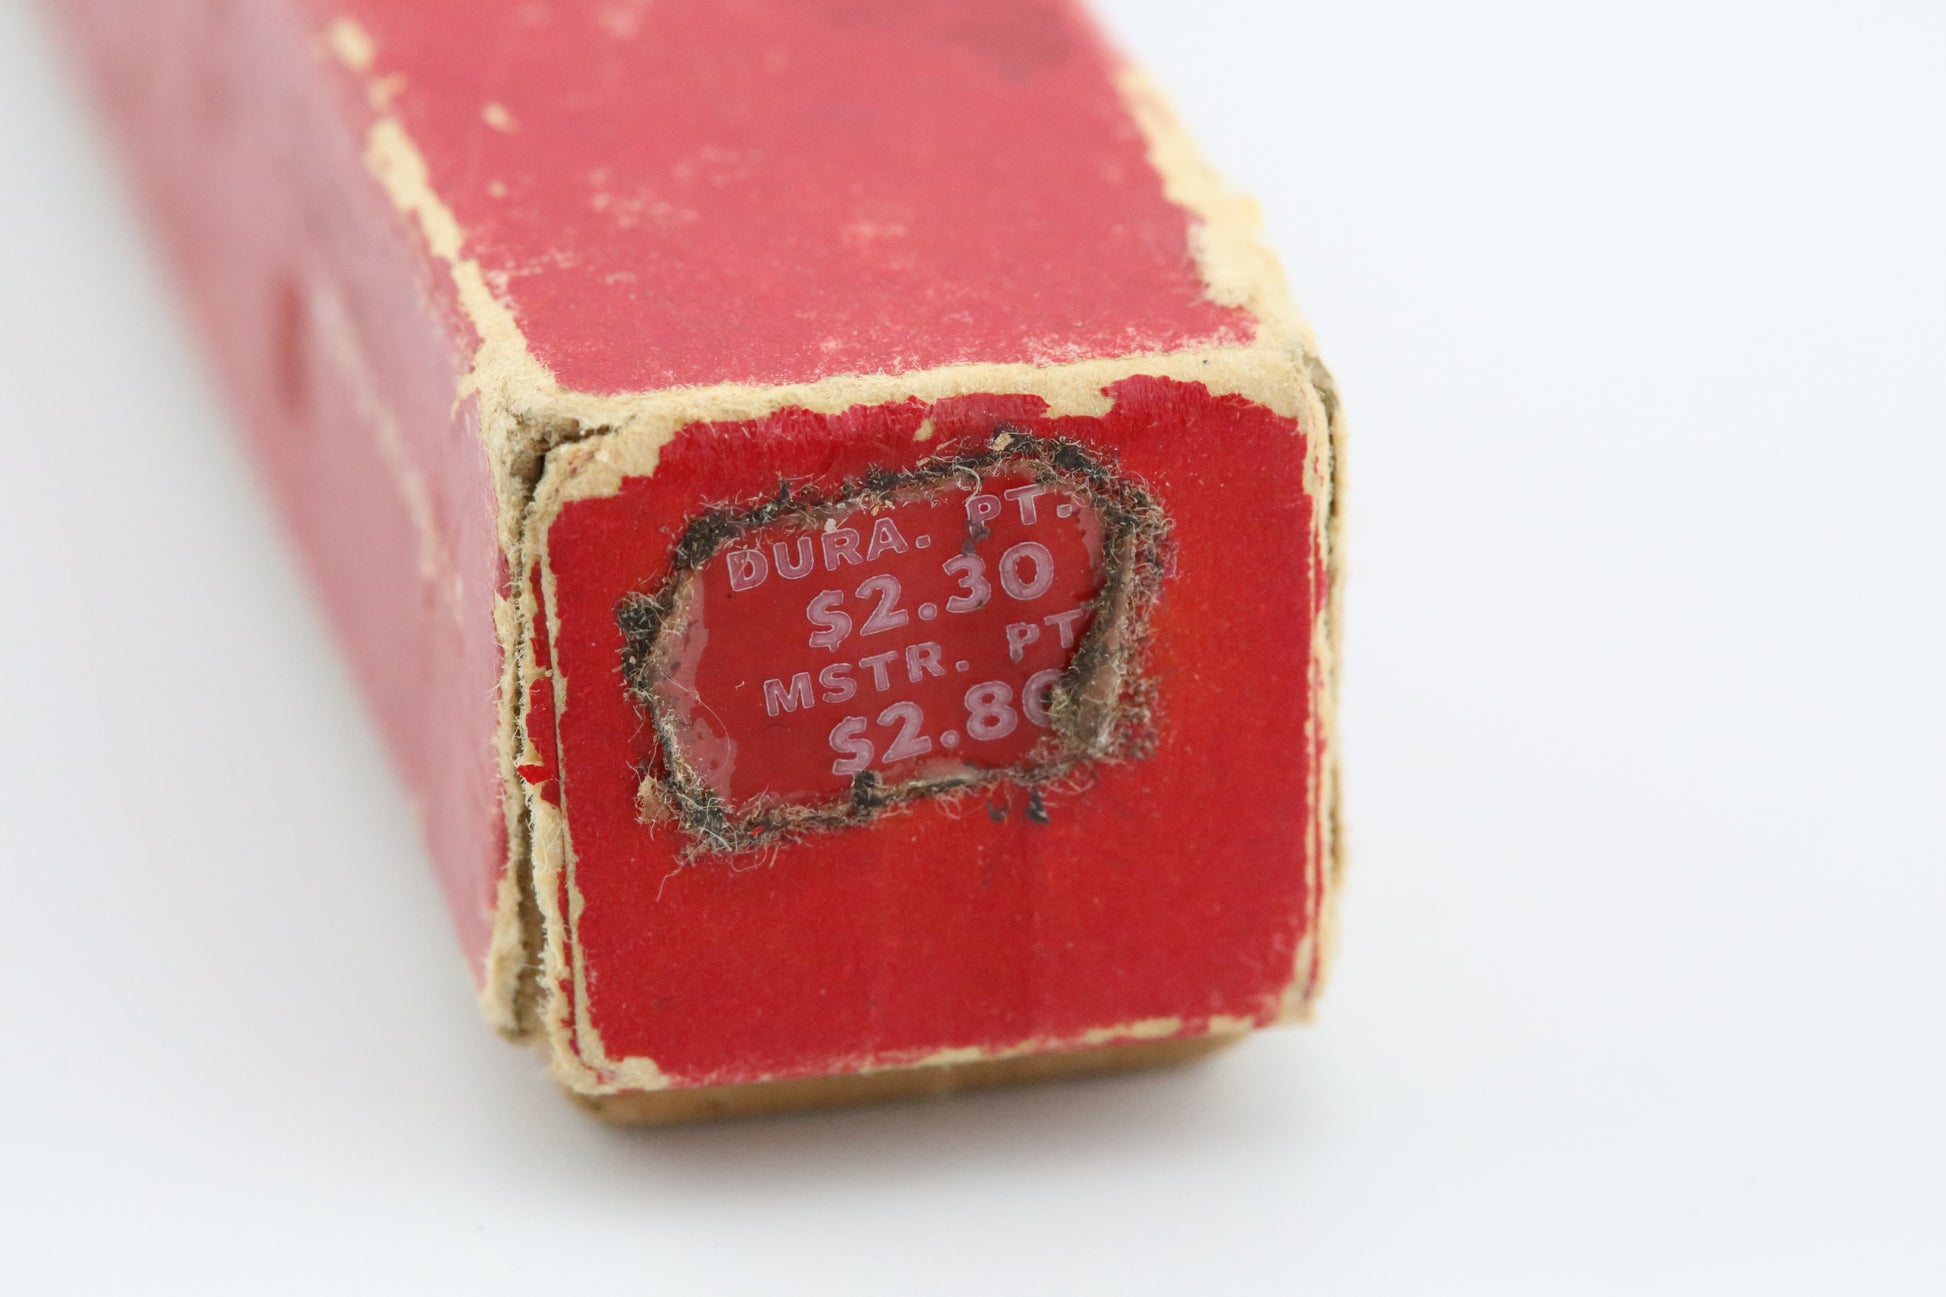 DURA. PT.
$2.30
MSTR. PT
$2.80